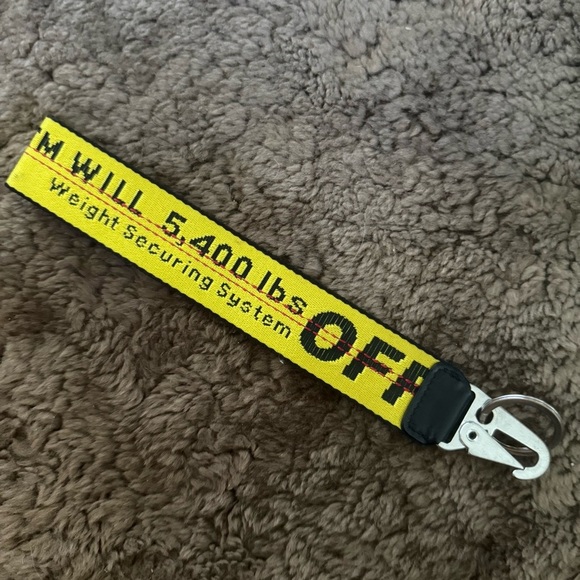 M WILL 5,400 lbs
Weight Securing System
OFF